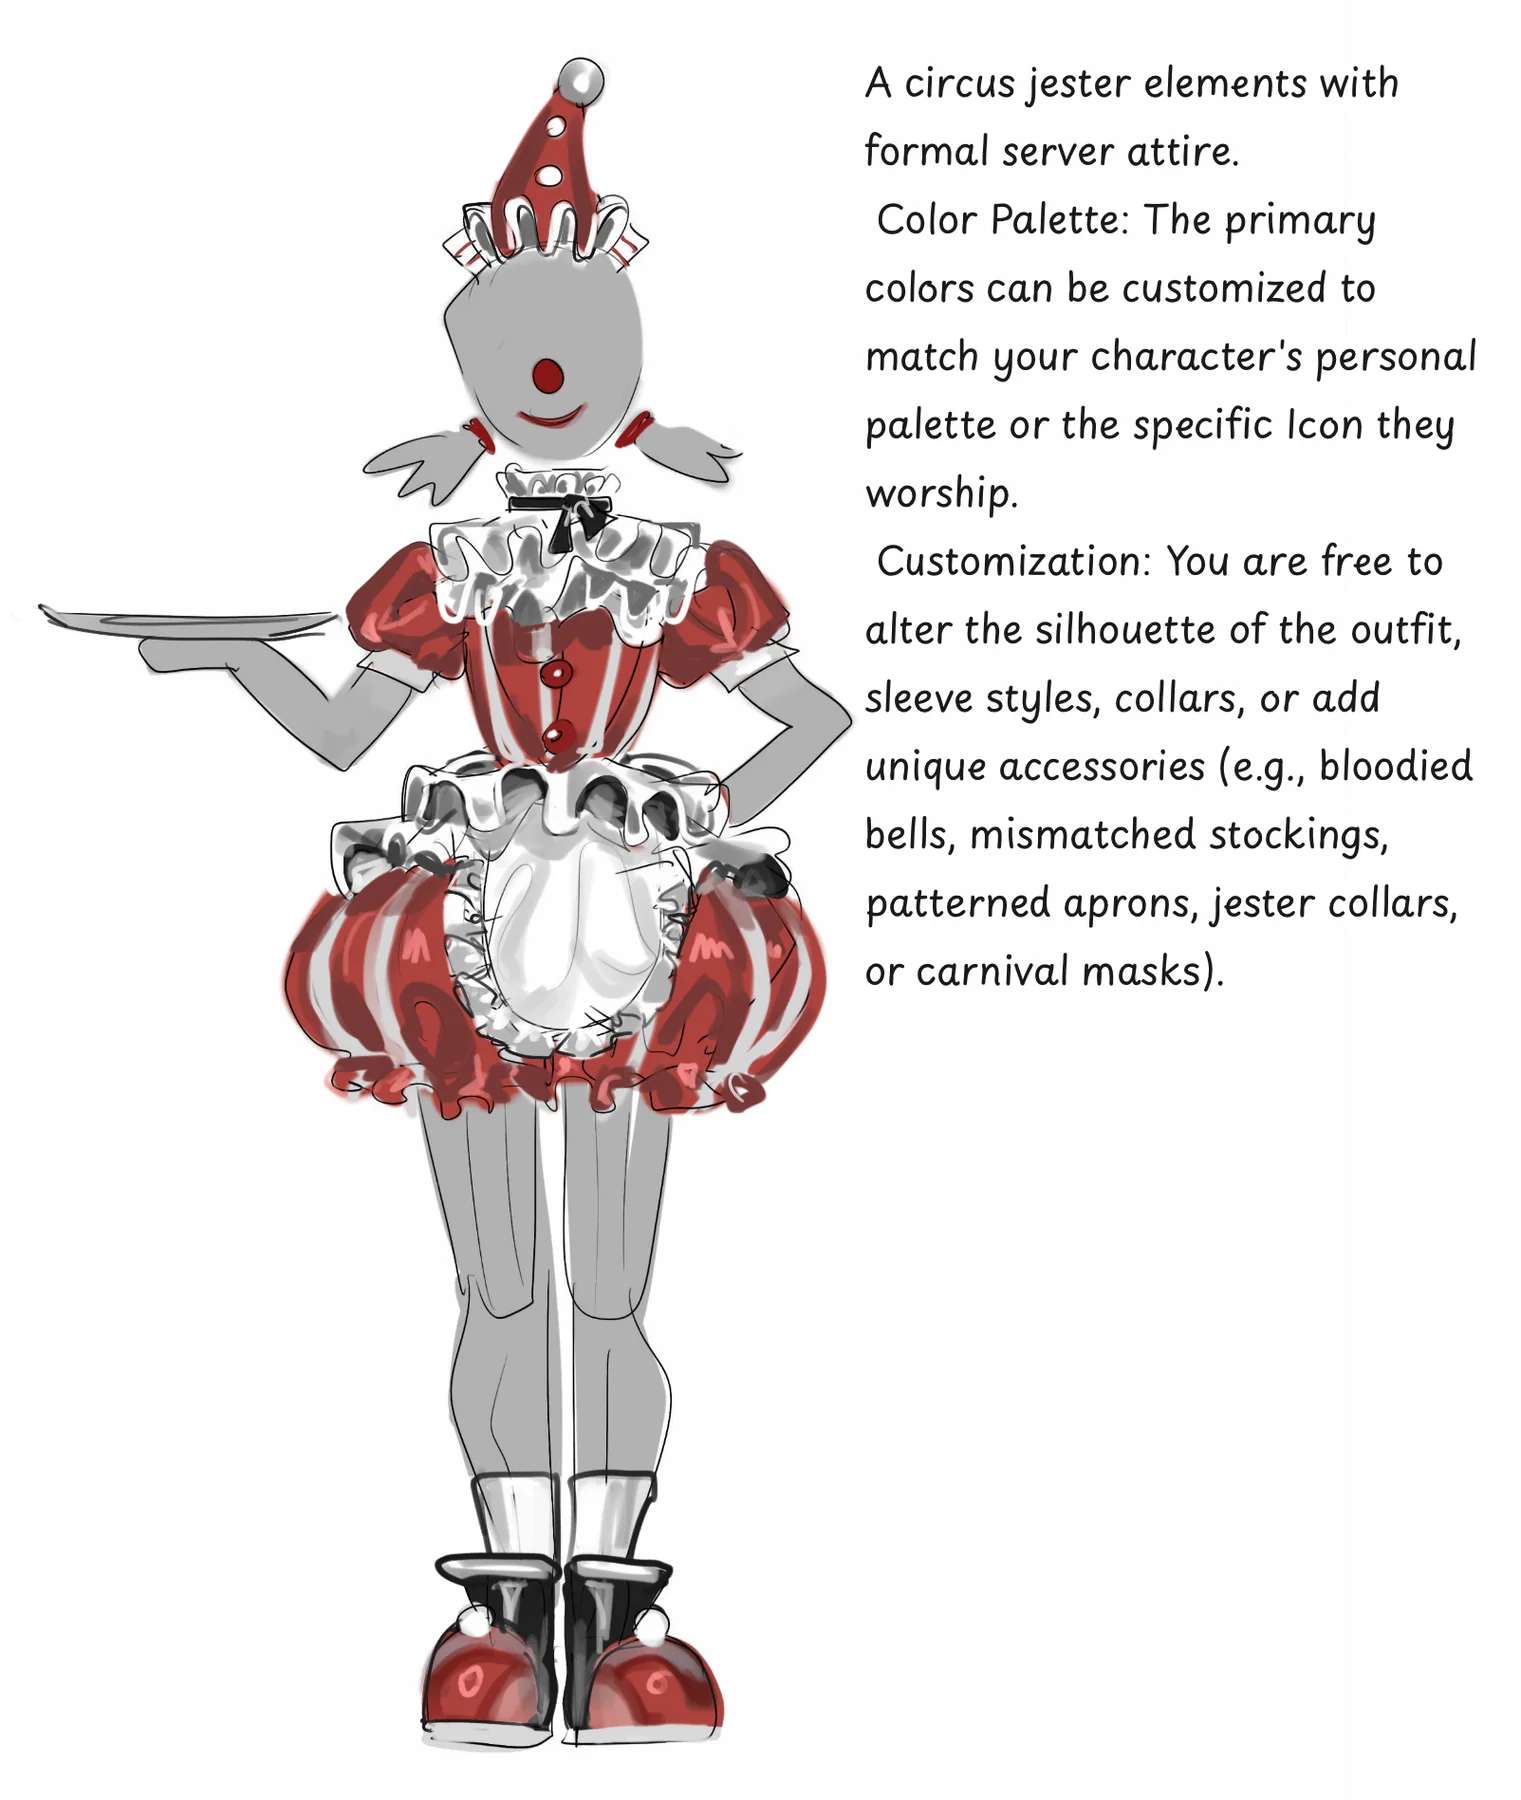 A circus jester elements with
formal server attire.
Color Palette: The primary
colors can be customized to
match your character's personal
palette or the specific Icon they
worship.
Customization: You are free to
alter the silhouette of the outfit,
sleeve styles, collars, or add
unique accessories (e.g., bloodied
bells, mismatched stockings,
patterned aprons, jester collars,
or carnival masks).